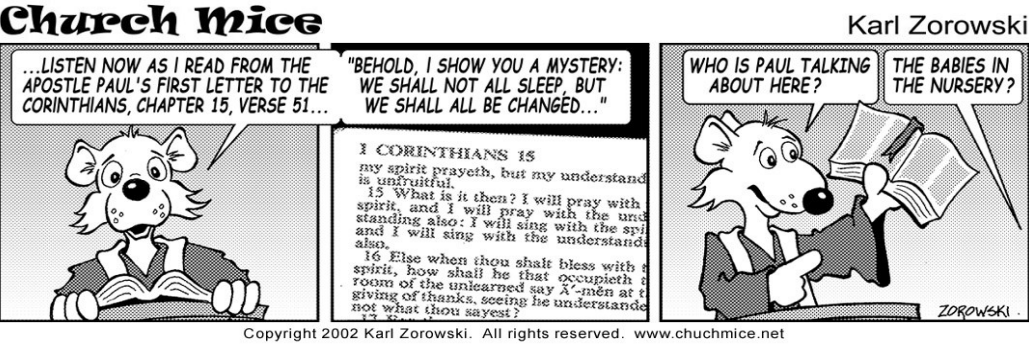 Church Mice
Karl Zorowski
...LISTEN NOW AS I READ FROM THE
APOSTLE PAUL'S FIRST LETTER TO THE
CORINTHIANS, CHAPTER 15, VERSE 51...
"BEHOLD, I SHOW YOU A MYSTERY:
WE SHALL NOT ALL SLEEP, BUT
WE SHALL ALL BE CHANGED..."
1 CORINTHIANS 15
my spirit prayeth, but my understand
is unfruitful.
15 What is it then? I will pray with
spirit, and I will pray with the und
standing also: I will sing with the spi
and I will sing with the understandi
also.
16 Else when thou shalt bless with t
spirit, how shall he that occupieth t
room of the unlearned say Ä´-mĕn at t
giving of thanks, seeing he understande
not what thou sayest?
WHO IS PAUL TALKING
ABOUT HERE?
THE BABIES IN
THE NURSERY?
ZOROWSKI
Copyright 2002 Karl Zorowski. All rights reserved. www.chuchmice.net